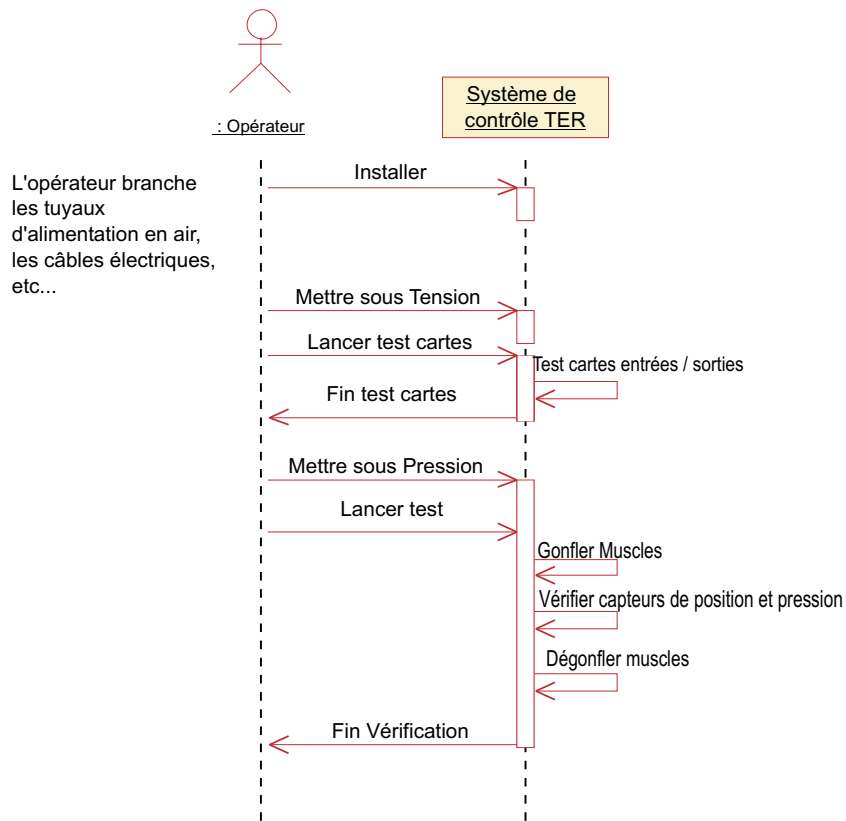 : Opérateur
Système de
contrôle TER
L'opérateur branche
les tuyaux
d'alimentation en air,
les câbles électriques,
etc...
Installer
Mettre sous Tension
Lancer test cartes
Test cartes entrées / sorties
Fin test cartes
Mettre sous Pression
Lancer test
Gonfler Muscles
Vérifier capteurs de position et pression
Dégonfler muscles
Fin Vérification